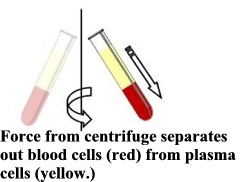 Force from centrifuge separates
out blood cells (red) from plasma
cells (yellow.)